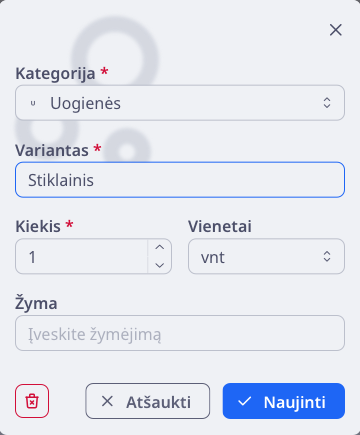 Kategorija *
u Uogienės
Variantas *
Stiklainis
Kiekis * Vienetai
1 vnt
Žyma
Įveskite žymėjimą
Atšaukti Naujinti